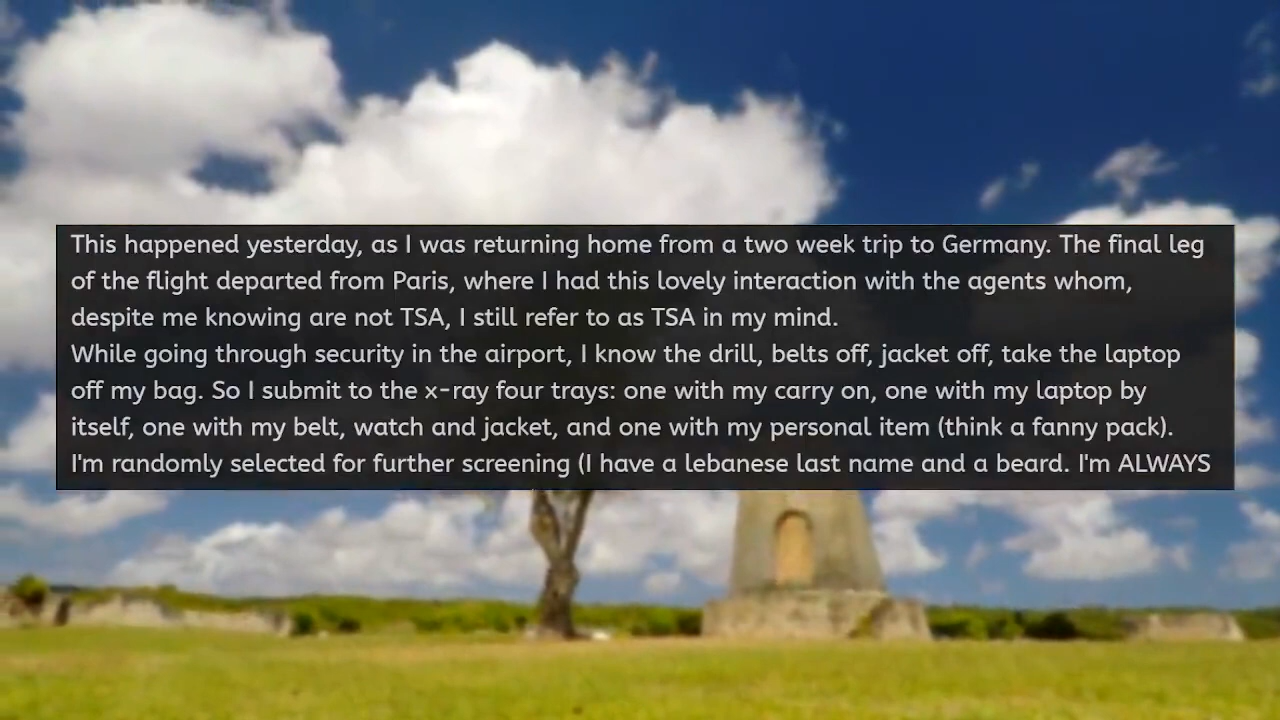 This happened yesterday, as I was returning home from a two week trip to Germany. The final leg
of the flight departed from Paris, where I had this lovely interaction with the agents whom,
despite me knowing are not TSA, I still refer to as TSA in my mind.
While going through security in the airport, I know the drill, belts off, jacket off, take the laptop
off my bag. So I submit to the x-ray four trays: one with my carry on, one with my laptop by
itself, one with my belt, watch and jacket, and one with my personal item (think a fanny pack).
I'm randomly selected for further screening (I have a lebanese last name and a beard. I'm ALWAYS